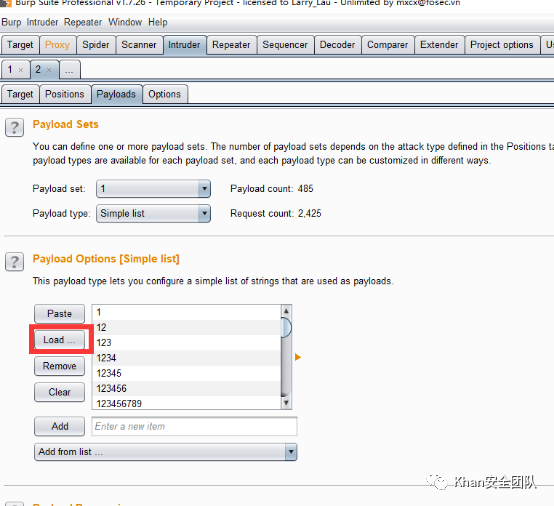 Burp Suite Professional v1.7.26 - Temporary Project - licensed to Larry_Lau - Unlimited by mxcx@fosec.vn
Burp Intruder Repeater Window Help
Target Proxy Spider Scanner Intruder Repeater Sequencer Decoder Comparer Extender Project options
1 × 2 × ...
Target Positions Payloads Options
? Payload Sets
You can define one or more payload sets. The number of payload sets depends on the attack type defined in the Positions
payload types are available for each payload set, and each payload type can be customized in different ways.
Payload set: 1 Payload count: 485
Payload type: Simple list Request count: 2,425
? Payload Options [Simple list]
This payload type lets you configure a simple list of strings that are used as payloads.
Paste
Load ...
Remove
Clear
1
12
123
1234
12345
123456
123456789
Add Enter a new item
Add from list ...
Khan安全团队